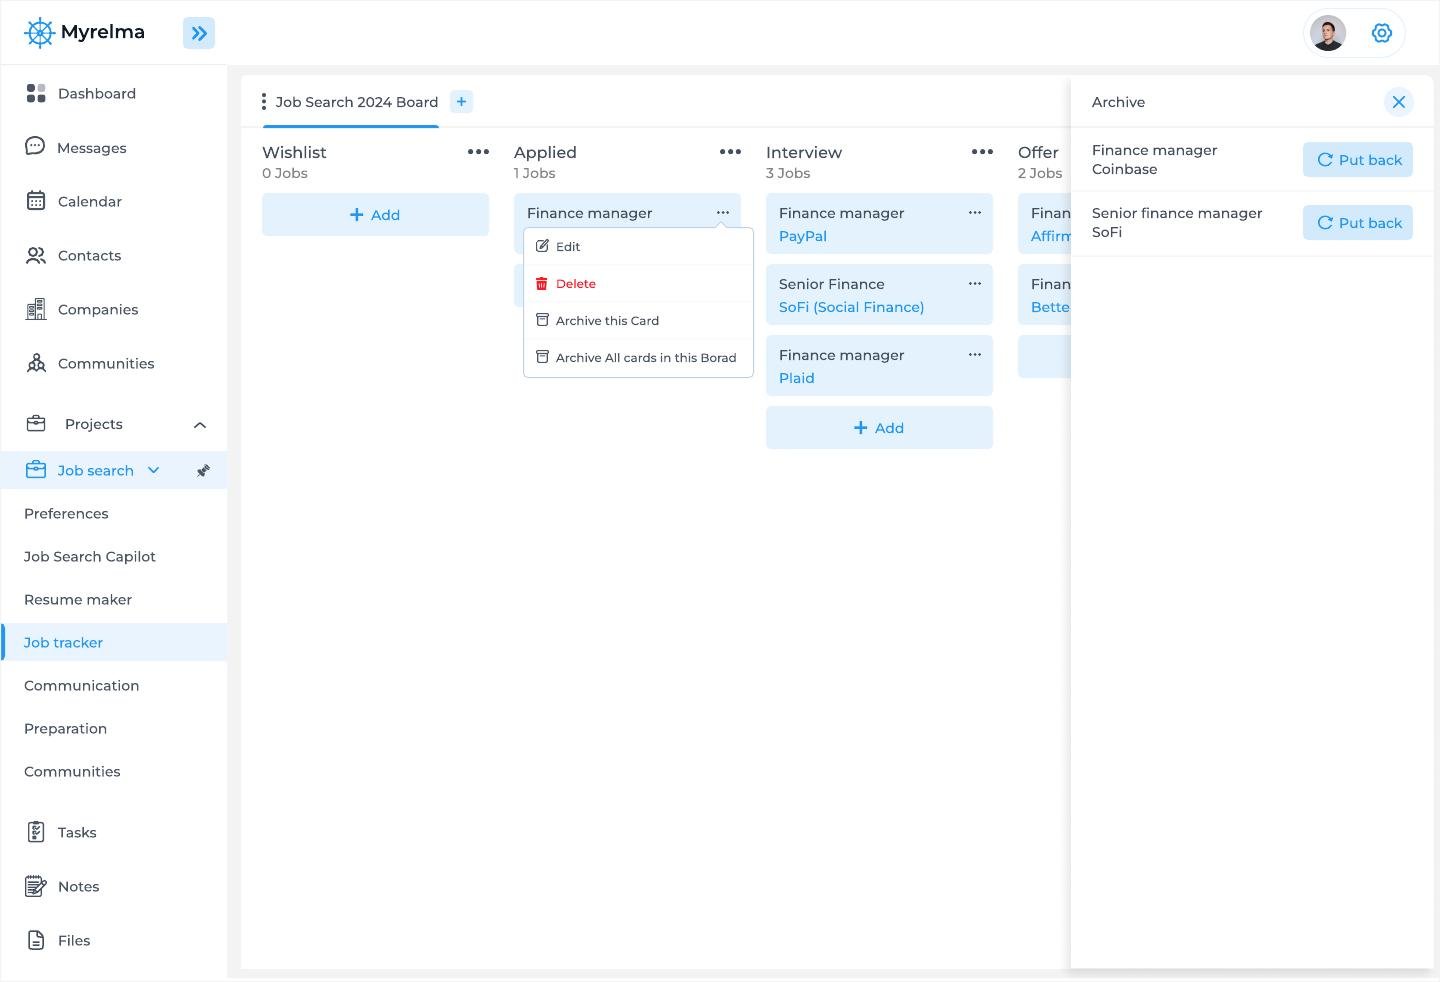 Myrelma
Dashboard
Messages
Calendar
Contacts
Companies
Communities
Projects
Job search
Preferences
Job Search Capilot
Resume maker
Job tracker
Communication
Preparation
Communities
Tasks
Notes
Files
Job Search 2024 Board
Wishlist
0 Jobs
Add
Applied
1 Jobs
Finance manager
Edit
Delete
Archive this Card
Archive All cards in this Borad
Interview
3 Jobs
Finance manager
PayPal
Senior Finance
SoFi (Social Finance)
Finance manager
Plaid
Add
Offer
2 Jobs
Finan
Affirm
Finan
Bette
Archive
Finance manager
Coinbase
Put back
Senior finance manager
SoFi
Put back